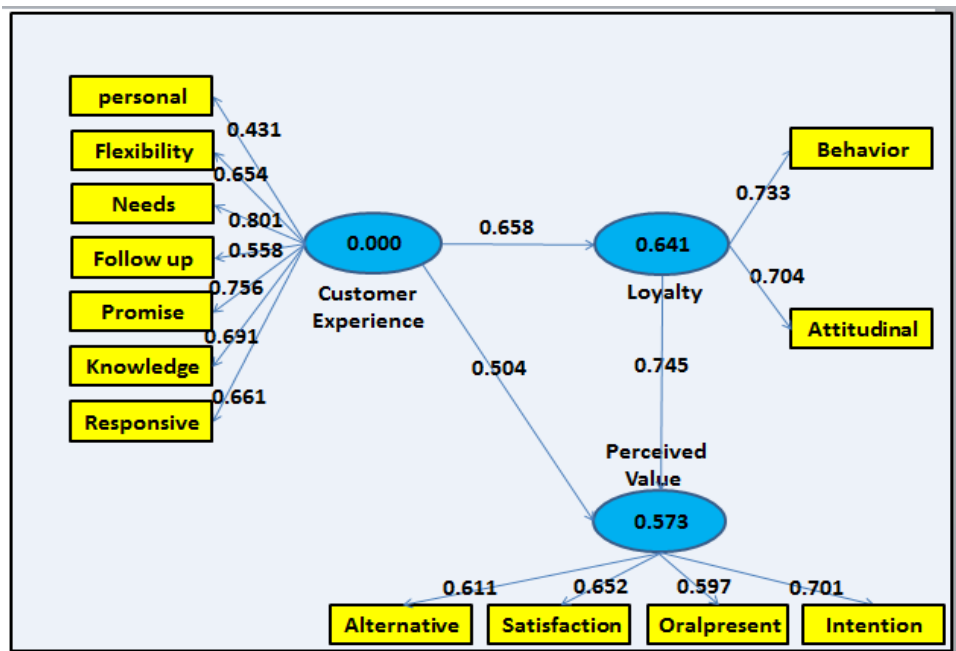 personal
0.431
Flexibility
0.654
Needs
0.801
Follow up
0.558
Promise
0.756
Knowledge
0.691
Responsive
0.661
0.000
Customer
Experience
0.658
0.641
Loyalty
Behavior
0.733
0.704
Attitudinal
0.504
0.745
Perceived
Value
0.573
0.611
0.652
0.597
0.701
Alternative
Satisfaction
Oralpresent
Intention